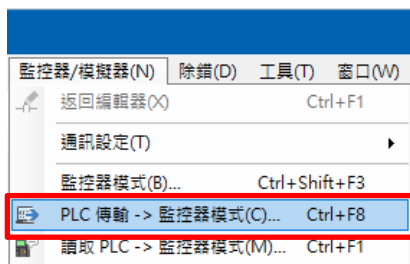 監控器/模擬器(N) 除錯(D) 工具(T) 窗口(W)
返回編輯器(X) Ctrl+F1
通訊設定(T)
監控器模式(B)... Ctrl+Shift+F3
PLC 傳輸 -> 監控器模式(C)... Ctrl+F8
讀取 PLC -> 監控器模式(M)... Ctrl+F1